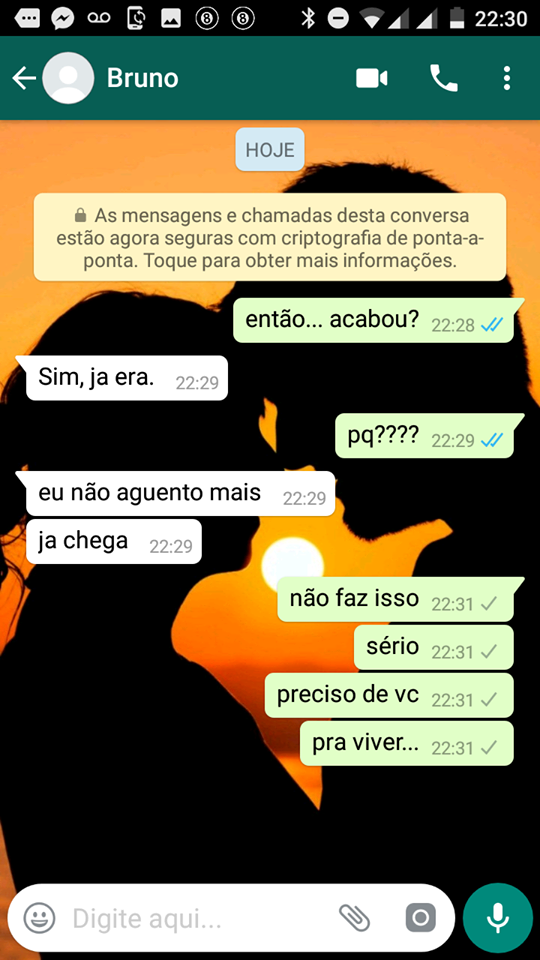 22:30
Bruno
HOJE
As mensagens e chamadas desta conversa
estão agora seguras com criptografia de ponta-a-
ponta. Toque para obter mais informações.
então... acabou? 22:28
Sim, ja era. 22:29
pq???? 22:29
eu não aguento mais 22:29
ja chega 22:29
não faz isso 22:31
sério 22:31
preciso de vc 22:31
pra viver... 22:31
Digite aqui...